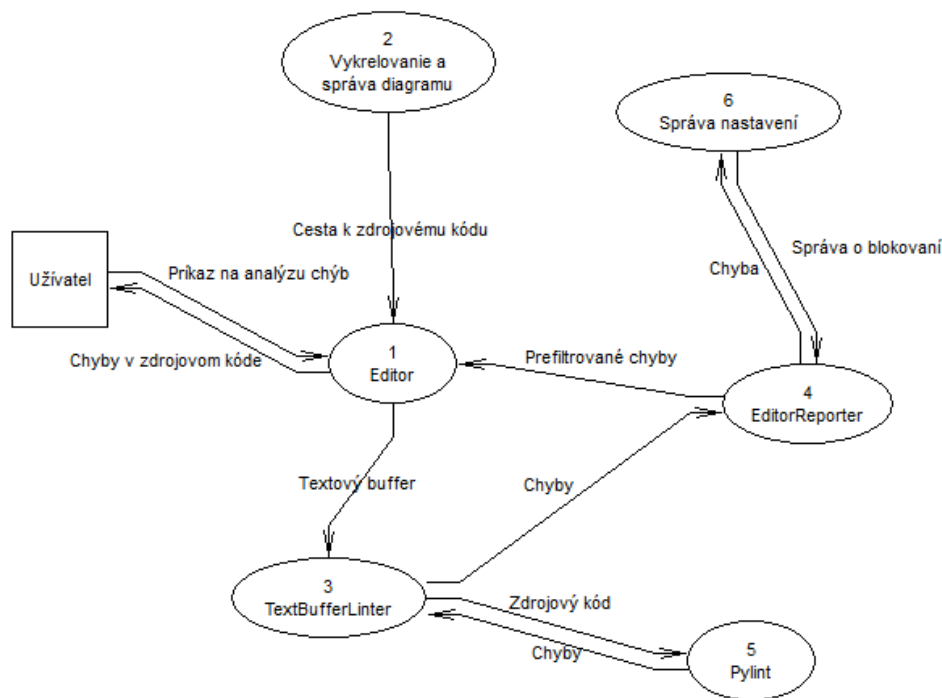 2
Vykrelovanie a
správa diagramu
6
Správa nastavení
Cesta k zdrojovému kódu
Správa o blokovaní
Chyba
Užívatel
Príkaz na analýzu chýb
Chyby v zdrojovom kóde
1
Editor
Prefiltrované chyby
4
EditorReporter
Textový buffer
Chyby
3
TextBufferLinter
Zdrojový kód
Chyby
5
Pylint